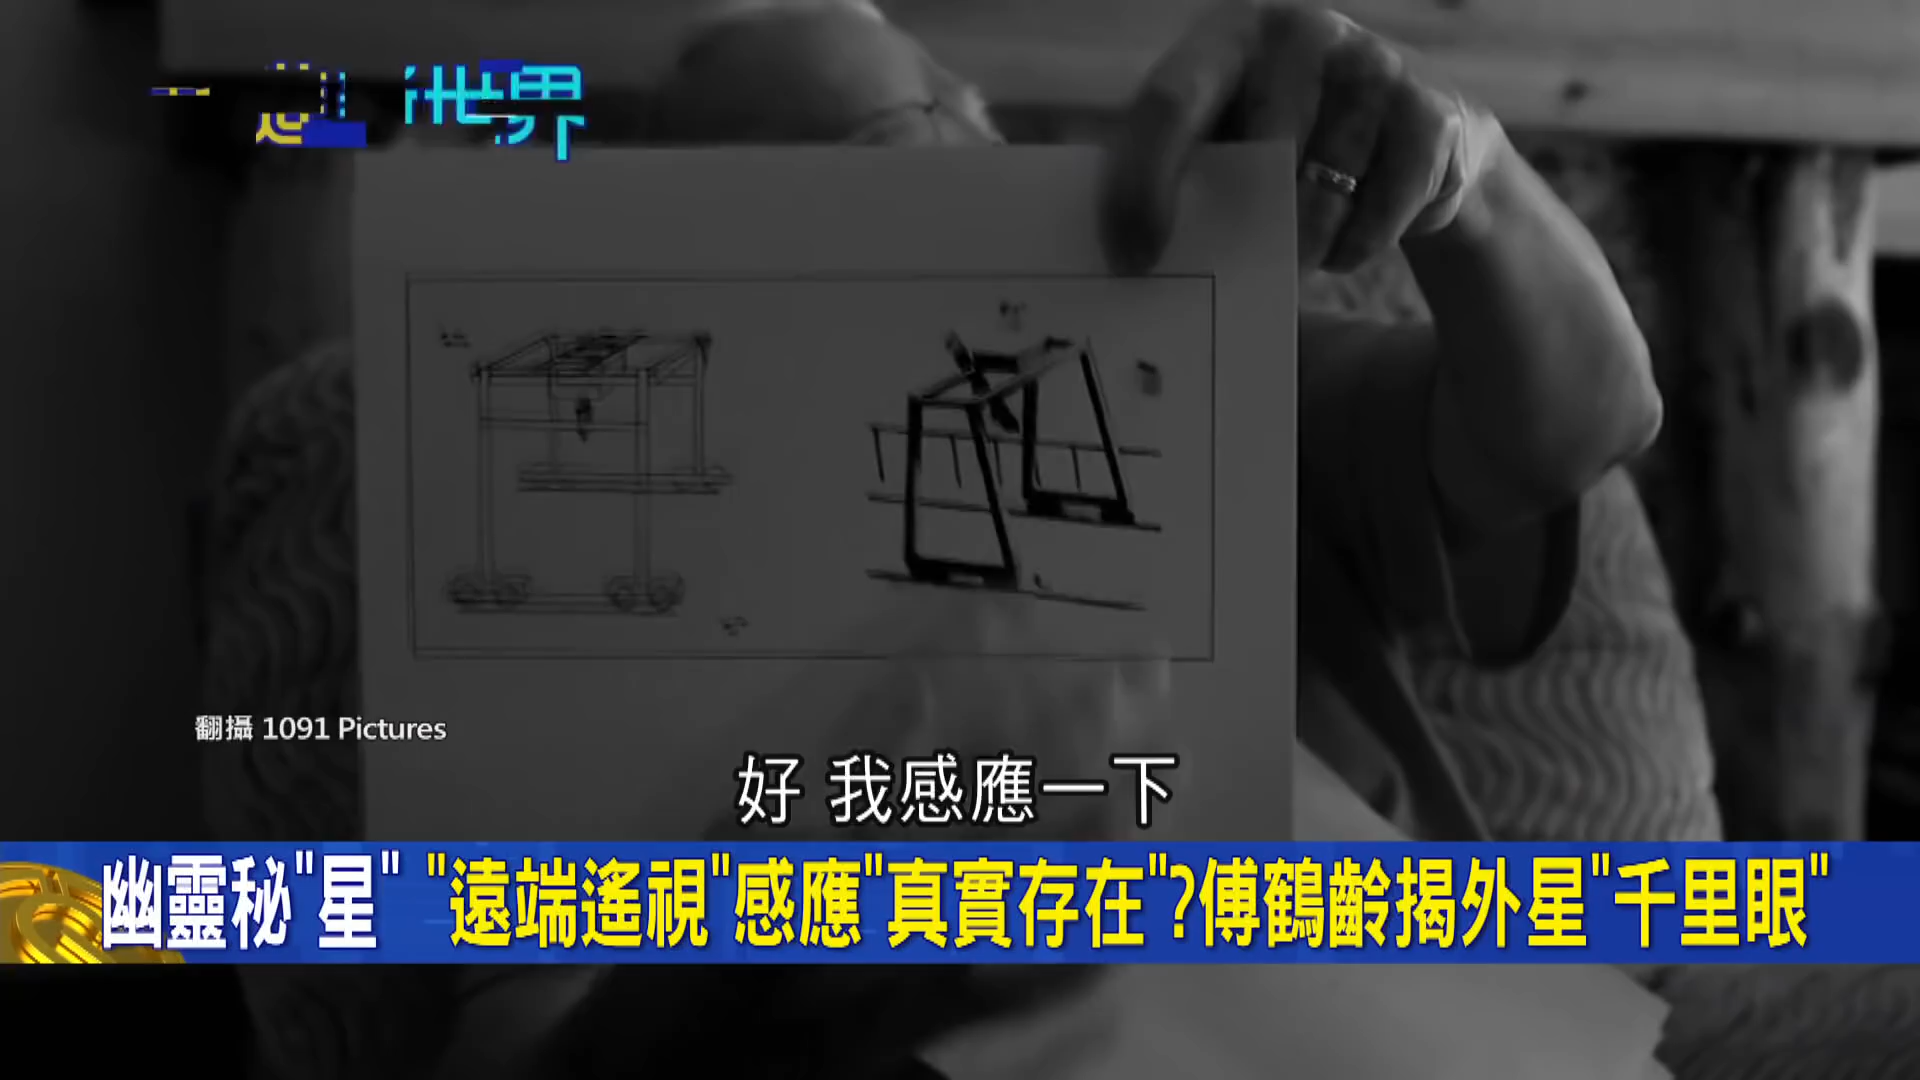 世界
翻攝 1091 Pictures
好 我感應一下
幽靈秘"星" "遠端遙視"感應"真實存在"?傅鶴齡揭外星"千里眼"